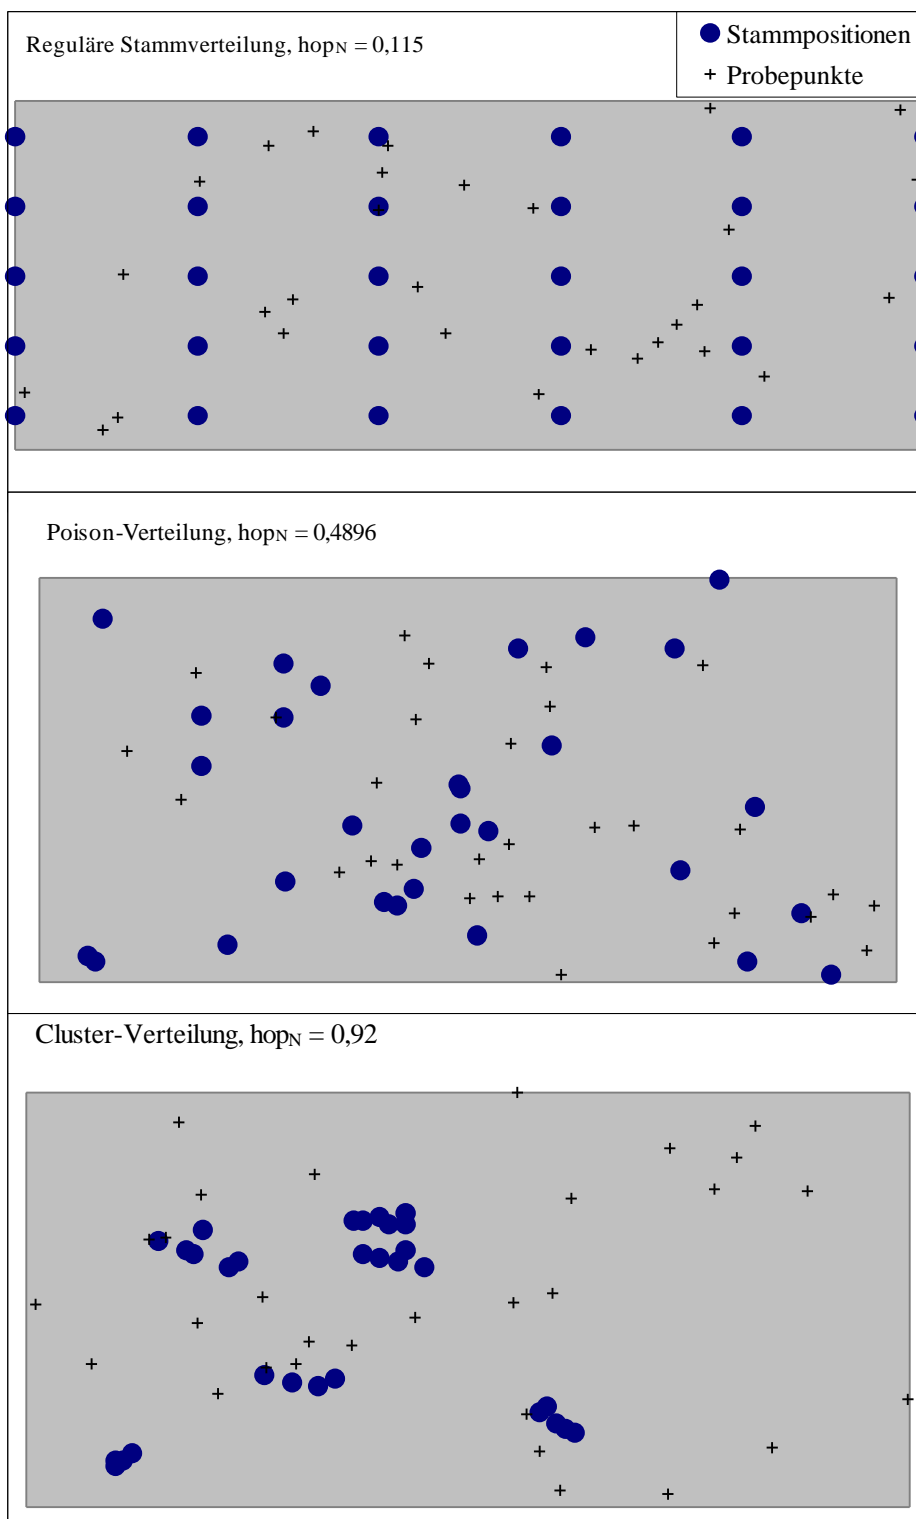 Reguläre Stammverteilung, hopN = 0,115
Stammpositionen
Probepunkte
Poison-Verteilung, hopN = 0,4896
Cluster-Verteilung, hopN = 0,92